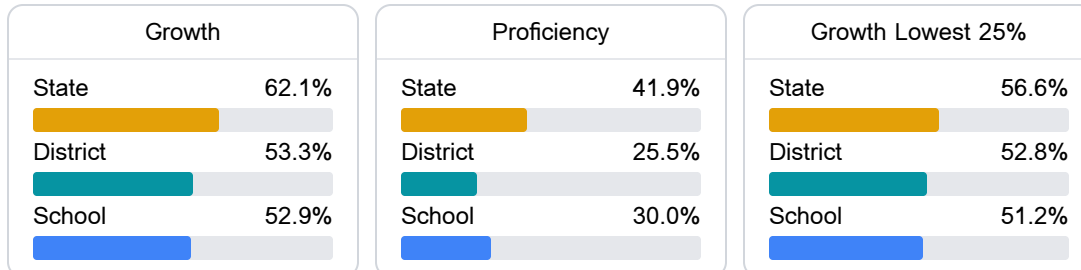 Growth
State 62.1%
District 53.3%
School 52.9%
Proficiency
State 41.9%
District 25.5%
School 30.0%
Growth Lowest 25%
State 56.6%
District 52.8%
School 51.2%